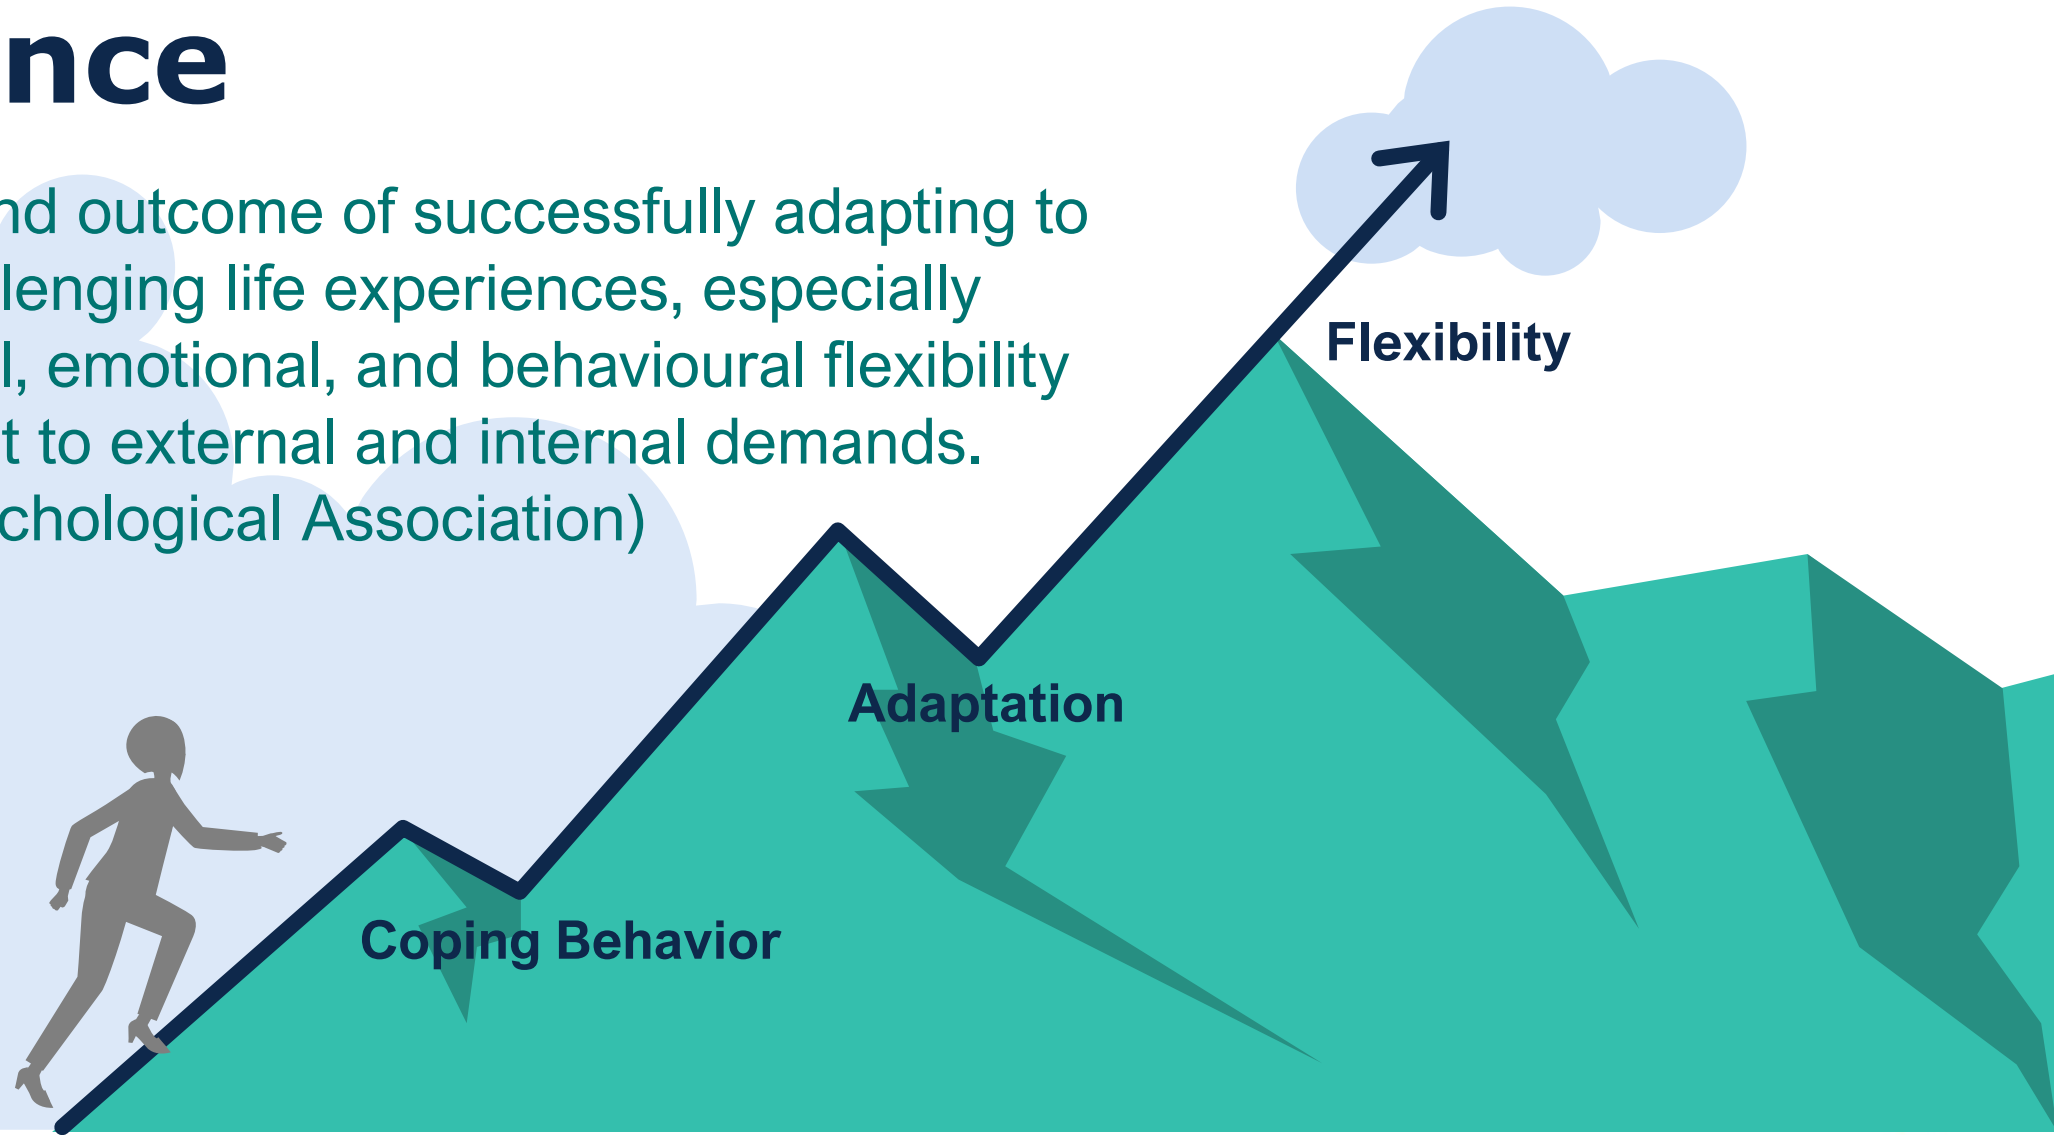 nce
nd outcome of successfully adapting to
llenging life experiences, especially
l, emotional, and behavioural flexibility
t to external and internal demands.
chological Association)
Flexibility
Adaptation
Coping Behavior